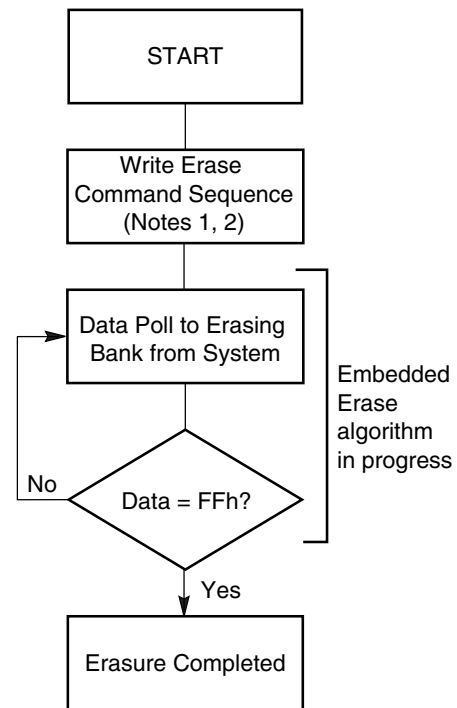 START
Write Erase
Command Sequence
(Notes 1, 2)
Data Poll to Erasing
Bank from System
Embedded
Erase
algorithm
in progress
No
Data = FFh?
Yes
Erasure Completed